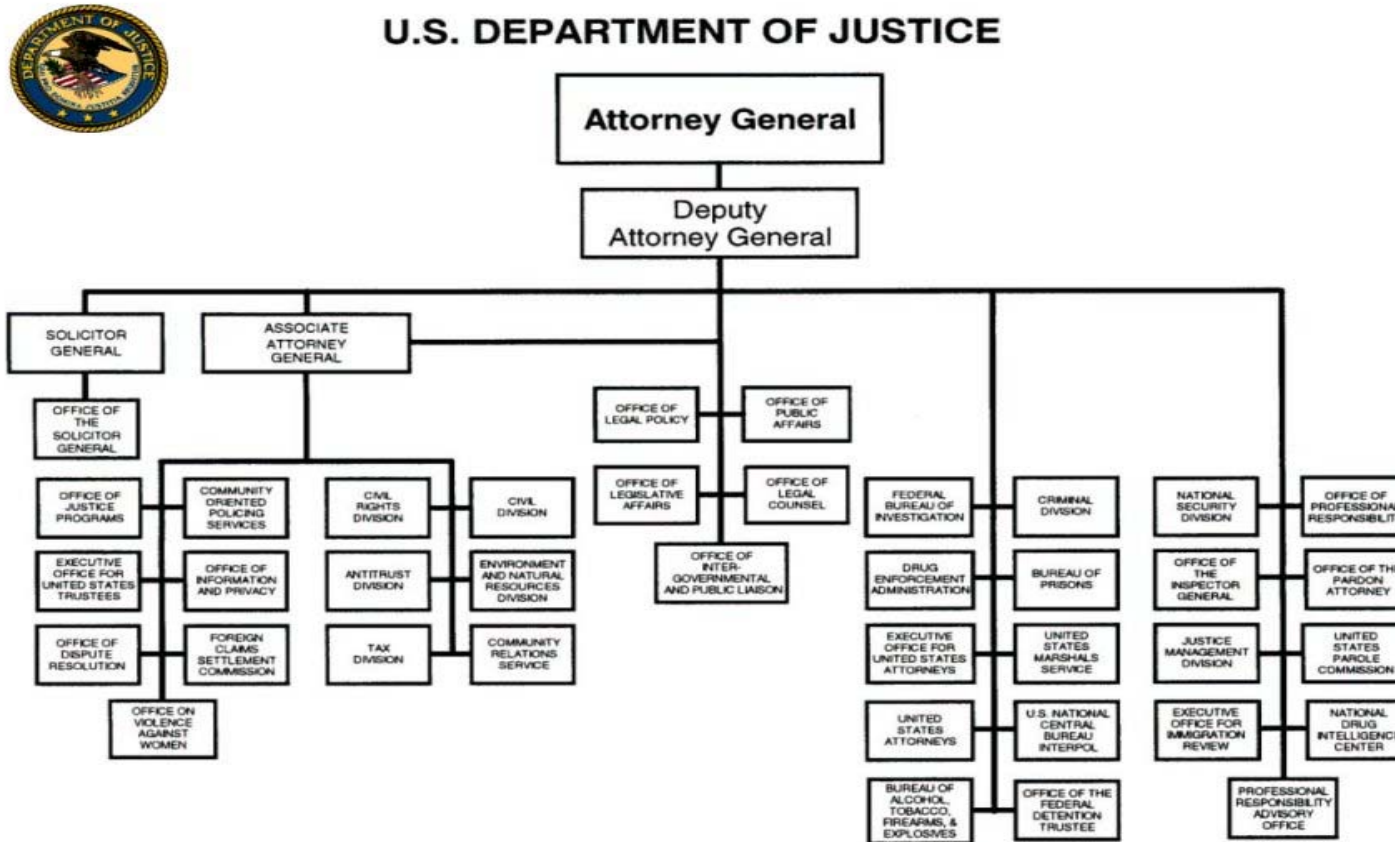 DEPARTMENT OF JUSTICE
U.S. DEPARTMENT OF JUSTICE
Attorney General
Deputy
Attorney General
SOLICITOR
GENERAL
ASSOCIATE
ATTORNEY
GENERAL
OFFICE OF
THE
SOLICITOR
GENERAL
OFFICE OF
LEGAL POLICY
OFFICE OF
PUBLIC
AFFAIRS
OFFICE OF
LEGISLATIVE
AFFAIRS
OFFICE OF
LEGAL
COUNSEL
OFFICE OF
INTER-
GOVERNMENTAL
AND PUBLIC LIAISON
OFFICE OF
JUSTICE
PROGRAMS
COMMUNITY
ORIENTED
POLICING
SERVICES
EXECUTIVE
OFFICE FOR
UNITED STATES
TRUSTEES
OFFICE OF
INFORMATION
AND PRIVACY
OFFICE OF
DISPUTE
RESOLUTION
FOREIGN
CLAIMS
SETTLEMENT
COMMISSION
OFFICE ON
VIOLENCE
AGAINST
WOMEN
CIVIL
RIGHTS
DIVISION
CIVIL
DIVISION
ANTITRUST
DIVISION
ENVIRONMENT
AND NATURAL
RESOURCES
DIVISION
TAX
DIVISION
COMMUNITY
RELATIONS
SERVICE
FEDERAL
BUREAU OF
INVESTIGATION
CRIMINAL
DIVISION
DRUG
ENFORCEMENT
ADMINISTRATION
BUREAU OF
PRISONS
EXECUTIVE
OFFICE FOR
UNITED STATES
ATTORNEYS
UNITED
STATES
MARSHALS
SERVICE
UNITED
STATES
ATTORNEYS
U.S. NATIONAL
CENTRAL
BUREAU
INTERPOL
BUREAU OF
ALCOHOL,
TOBACCO,
FIREARMS, &
EXPLOSIVES
OFFICE OF THE
FEDERAL
DETENTION
TRUSTEE
NATIONAL
SECURITY
DIVISION
OFFICE OF
PROFESSIONAL
RESPONSIBILIT
OFFICE OF
THE
INSPECTOR
GENERAL
OFFICE OF THE
PARDON
ATTORNEY
JUSTICE
MANAGEMENT
DIVISION
UNITED
STATES
PAROLE
COMMISSION
EXECUTIVE
OFFICE FOR
IMMIGRATION
REVIEW
NATIONAL
DRUG
INTELLIGENCE
CENTER
PROFESSIONAL
RESPONSIBILITY
ADVISORY
OFFICE